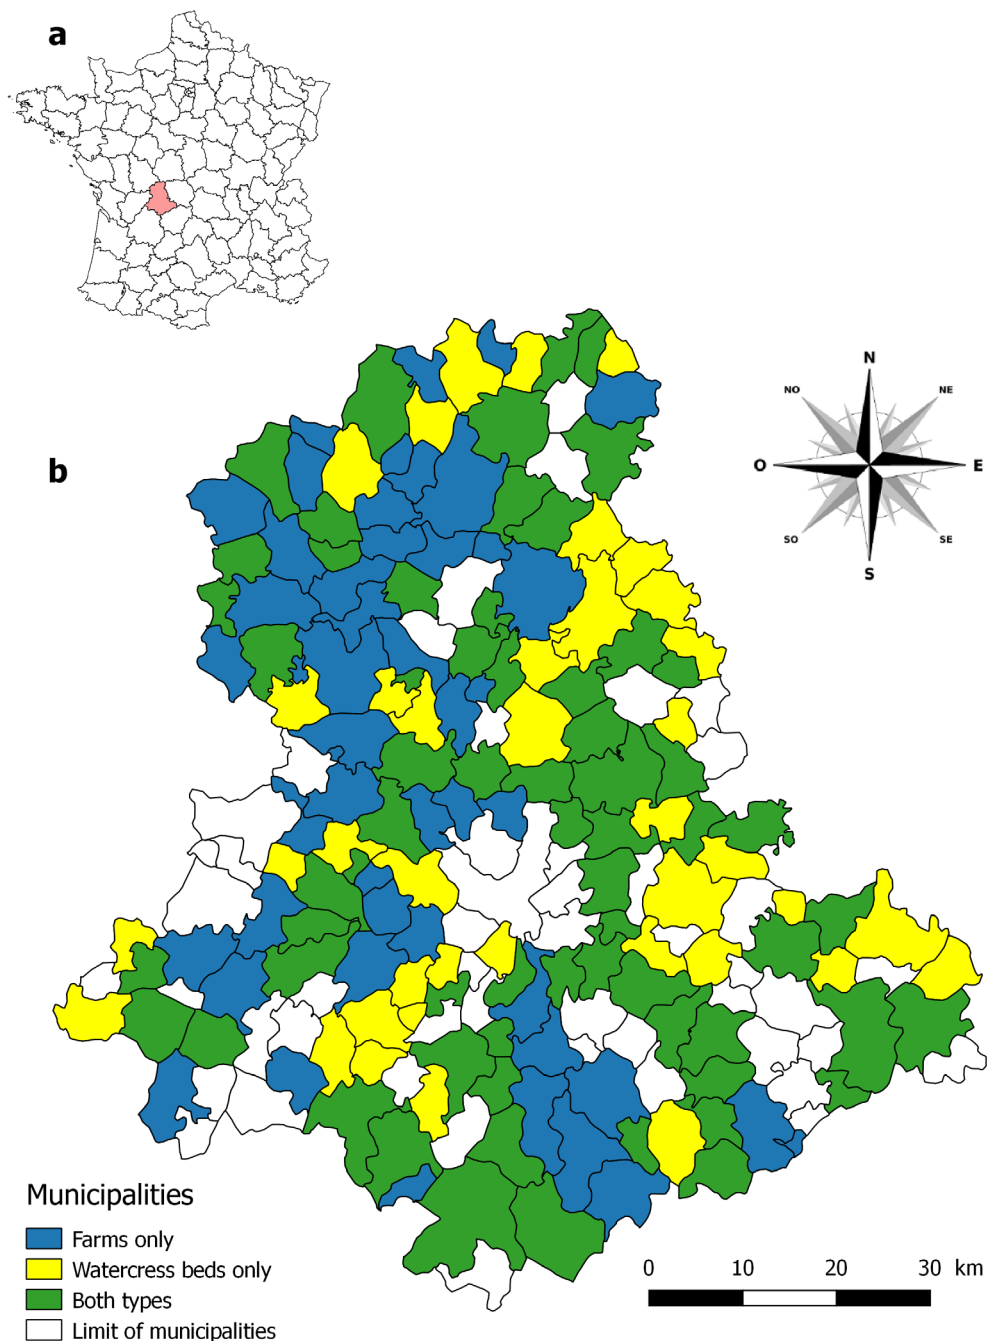 a
b
N
NO
NE
O
E
SO
SE
S
Municipalities
Farms only
Watercress beds only
Both types
Limit of municipalities
0 10 20 30 km